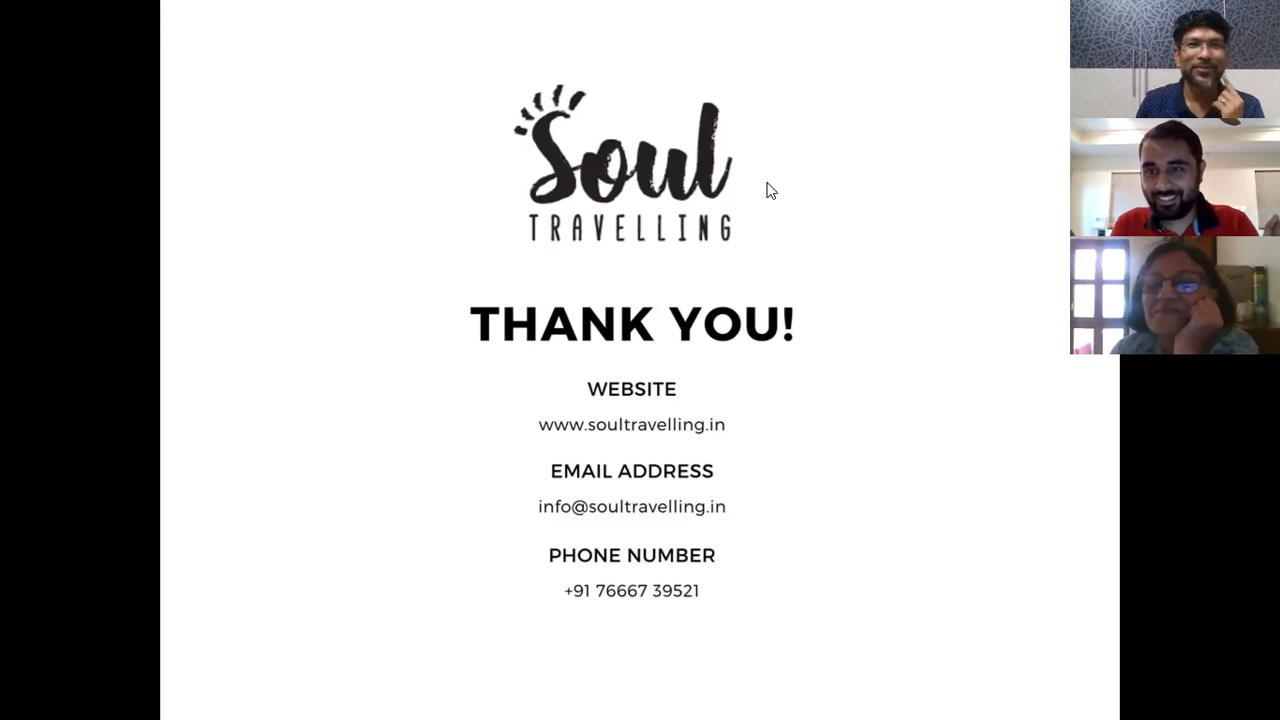 Soul
TRAVELLING
THANK YOU!
WEBSITE
www.soultravelling.in
EMAIL ADDRESS
info@soultravelling.in
PHONE NUMBER
+91 76667 39521